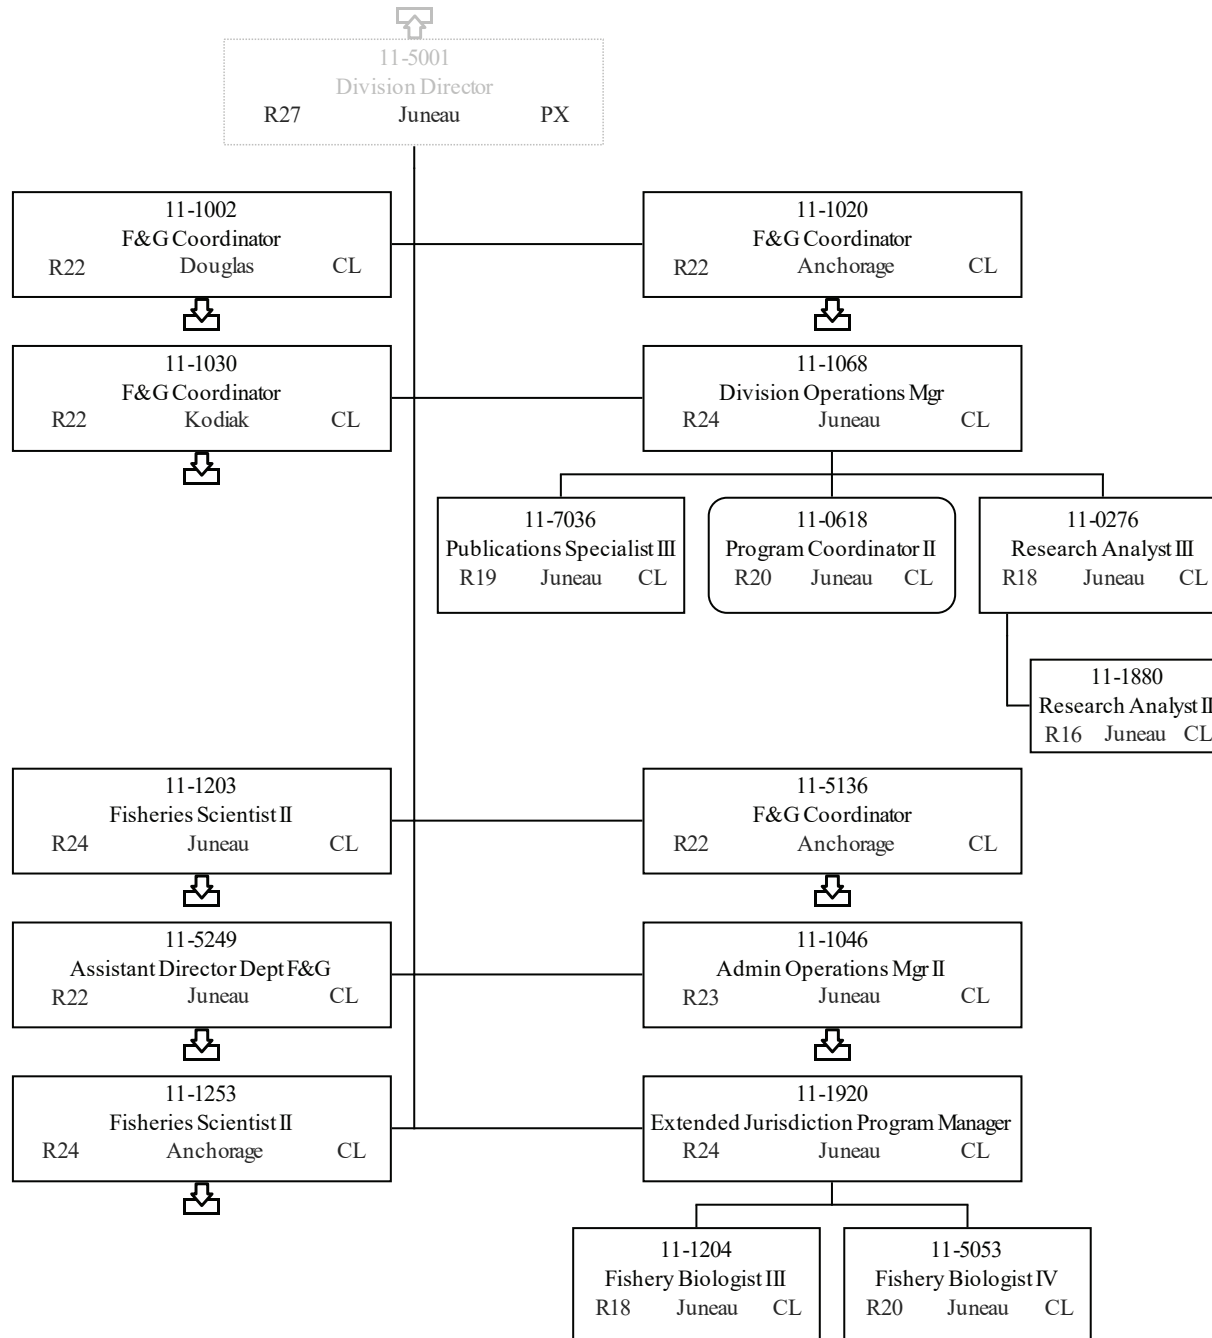 11-5001
Division Director
R27 Juneau PX
11-1002
F&G Coordinator
R22 Douglas CL
11-1020
F&G Coordinator
R22 Anchorage CL
11-1030
F&G Coordinator
R22 Kodiak CL
11-1068
Division Operations Mgr
R24 Juneau CL
11-7036
Publications Specialist III
R19 Juneau CL
11-0618
Program Coordinator II
R20 Juneau CL
11-0276
Research Analyst III
R18 Juneau CL
11-1880
Research Analyst II
R16 Juneau CL
11-1203
Fisheries Scientist II
R24 Juneau CL
11-5136
F&G Coordinator
R22 Anchorage CL
11-5249
Assistant Director Dept F&G
R22 Juneau CL
11-1046
Admin Operations Mgr II
R23 Juneau CL
11-1253
Fisheries Scientist II
R24 Anchorage CL
11-1920
Extended Jurisdiction Program Manager
R24 Juneau CL
11-1204
Fishery Biologist III
R18 Juneau CL
11-5053
Fishery Biologist IV
R20 Juneau CL